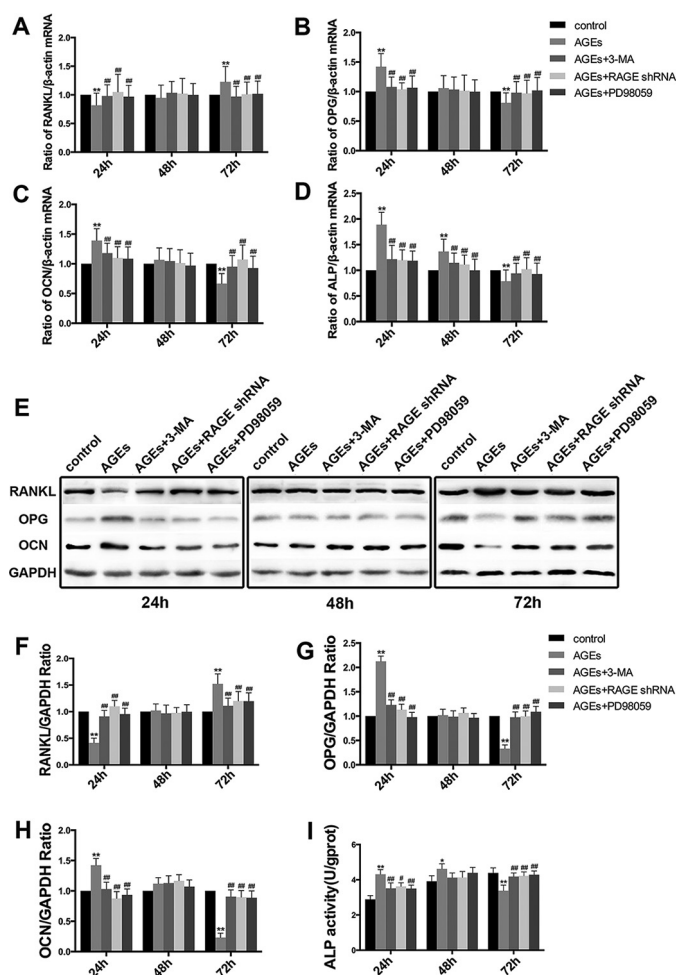 A
Ratio of RANKL/β-actin mRNA
2.0
1.5
1.0
0.5
0.0
** ## ## ##
** ## ## ##
24h
48h
72h
B
Ratio of OPG/β-actin mRNA
2.0
1.5
1.0
0.5
0.0
** ## ## ##
** ## ## ##
24h
48h
72h
control
AGEs
AGEs+3-MA
AGEs+RAGE shRNA
AGEs+PD98059
C
Ratio of OCN/β-actin mRNA
2.0
1.5
1.0
0.5
0.0
** ## ## ##
** ## ## ##
24h
48h
72h
D
Ratio of ALP/β-actin mRNA
2.5
2.0
1.5
1.0
0.5
0.0
** ## ## ##
** ## ## ##
** ## ## ##
24h
48h
72h
E
control
AGEs
AGEs+3-MA
AGEs+RAGE shRNA
AGEs+PD98059
control
AGEs
AGEs+3-MA
AGEs+RAGE shRNA
AGEs+PD98059
control
AGEs
AGEs+3-MA
AGEs+RAGE shRNA
AGEs+PD98059
RANKL
OPG
OCN
GAPDH
24h
48h
72h
F
RANKL/GAPDH Ratio
2.0
1.5
1.0
0.5
0.0
** ## ## ##
** ## ## ##
24h
48h
72h
G
OPG/GAPDH Ratio
2.5
2.0
1.5
1.0
0.5
0.0
** ## ## ##
** ## ## ##
24h
48h
72h
control
AGEs
AGEs+3-MA
AGEs+RAGE shRNA
AGEs+PD98059
H
OCN/GAPDH Ratio
2.0
1.5
1.0
0.5
0.0
** ## ## ##
** ## ## ##
24h
48h
72h
I
ALP activity(U/gprot)
6
4
2
0
** ## # ##
*
** ## ## ##
24h
48h
72h